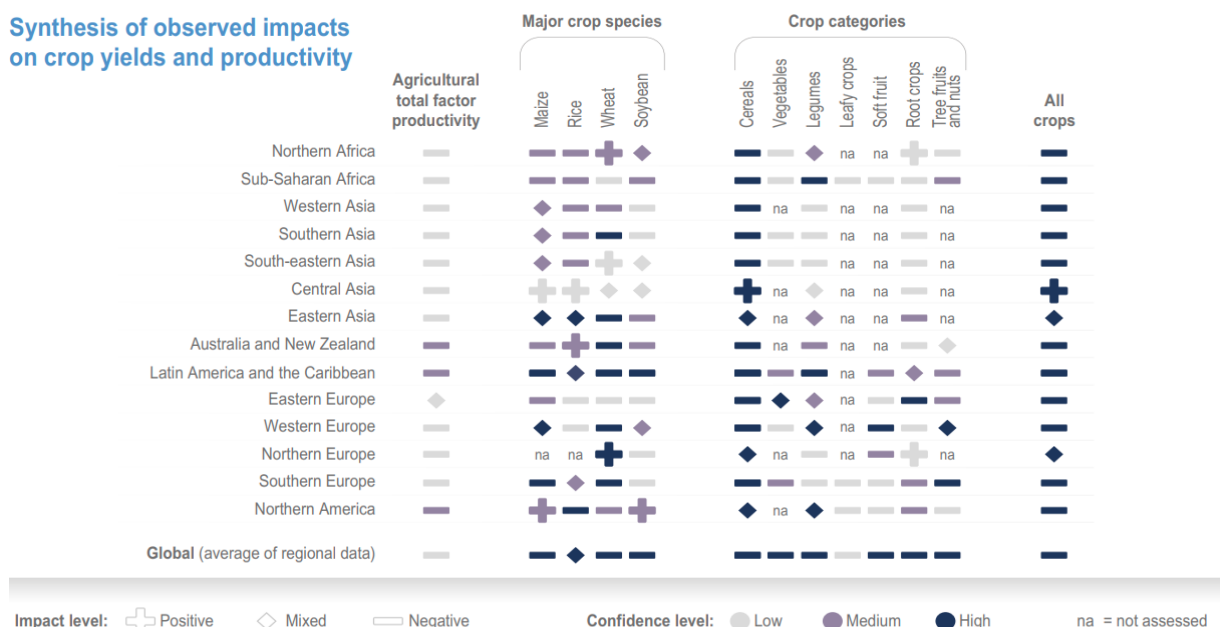 Synthesis of observed impacts
on crop yields and productivity
Major crop species
Crop categories
Agricultural
total factor
productivity
Maize
Rice
Wheat
Soybean
Cereals
Vegetables
Legumes
Leafy crops
Soft fruit
Root crops
Tree fruits
and nuts
All
crops
Northern Africa na na
Sub-Saharan Africa
Western Asia na na na na
Southern Asia na na na
South-eastern Asia na na na
Central Asia na na na na
Eastern Asia na na na na
Australia and New Zealand na na na
Latin America and the Caribbean na
Eastern Europe na
Western Europe na
Northern Europe na na na na na
Southern Europe
Northern America na
Global (average of regional data)
Impact level: Positive Mixed Negative Confidence level: Low Medium High na = not assessed